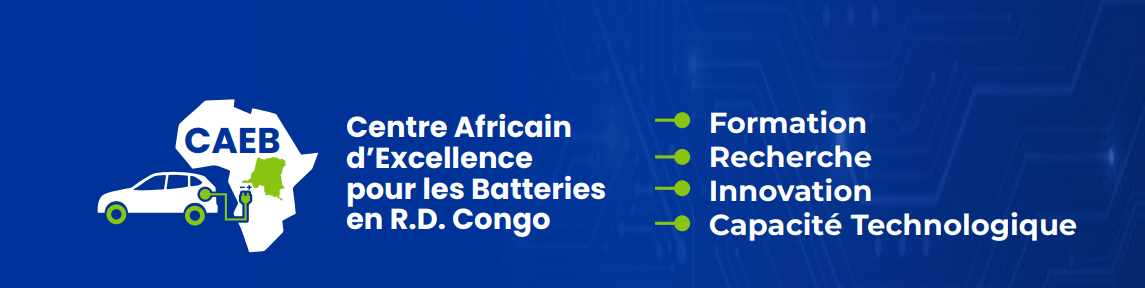 CAEB
Centre Africain
d'Excellence
pour les Batteries
en R.D. Congo
Formation
Recherche
Innovation
Capacité Technologique